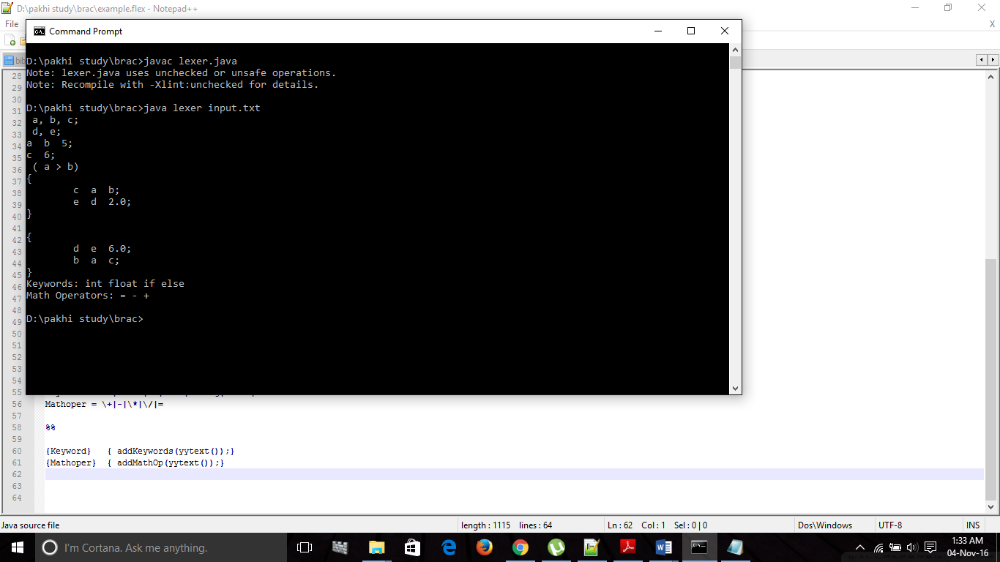 D:\pakhi study\brac\example.flex - Notepad++
File
X
Command Prompt
D:\pakhi study\brac>javac lexer.java
Note: lexer.java uses unchecked or unsafe operations.
Note: Recompile with -Xlint:unchecked for details.
D:\pakhi study\brac>java lexer input.txt
a, b, c;
d, e;
a  b  5;
c  6;
( a > b)
{
c  a  b;
e  d  2.0;
}
{
d  e  6.0;
b  a  c;
}
Keywords: int float if else
Math Operators: = - +
D:\pakhi study\brac>
28
29
30
31
32
33
34
35
36
37
38
39
40
41
42
43
44
45
46
47
48
49
50
51
52
53
54
55
56 Mathoper = \+|-|\*|\/|=
57
58 %%
59
60 {Keyword}   { addKeywords(yytext());}
61 {Mathoper}  { addMathOp(yytext());}
62
63
64
Java source file
length : 1115   lines : 64
Ln : 62   Col : 1   Sel : 0 | 0
Dos\Windows
UTF-8
INS
I'm Cortana. Ask me anything.
1:33 AM
04-Nov-16